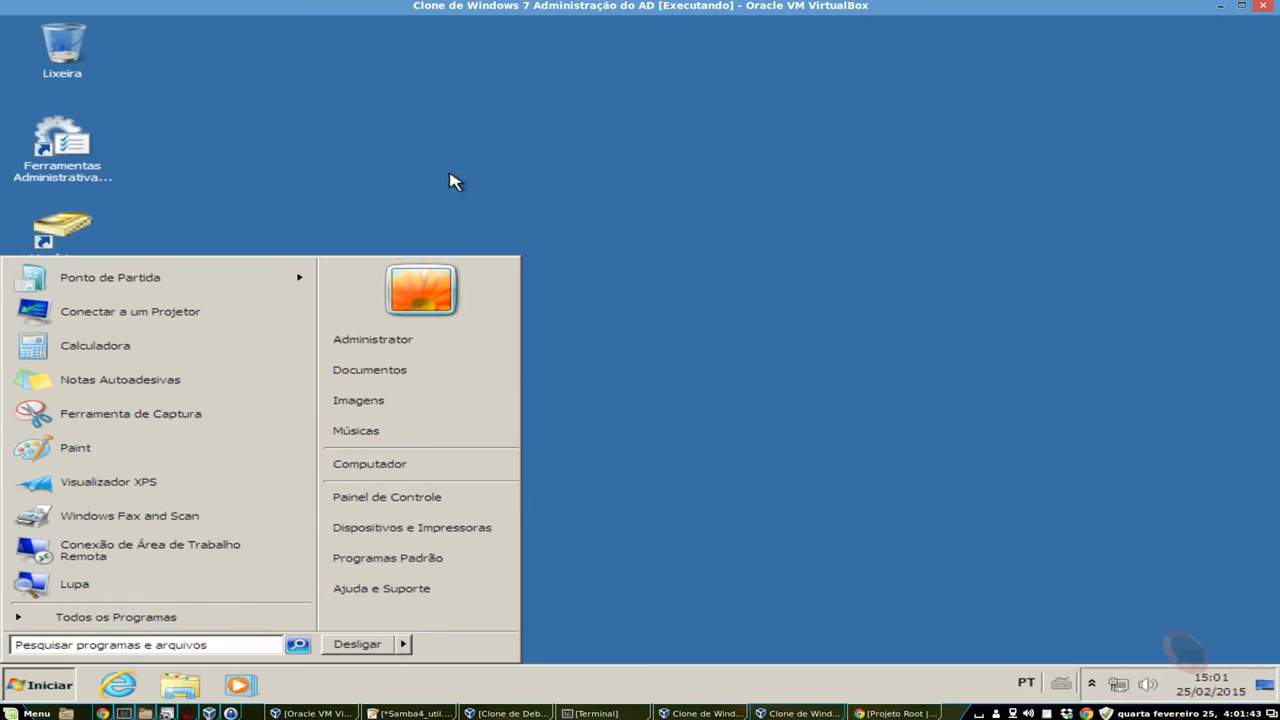 Clone de Windows 7 Administração do AD [Executando] - Oracle VM VirtualBox
Lixeira
Ferramentas
Administrativa...
Ponto de Partida
Conectar a um Projetor
Calculadora
Notas Autoadesivas
Ferramenta de Captura
Paint
Visualizador XPS
Windows Fax and Scan
Conexão de Área de Trabalho
Remota
Lupa
Todos os Programas
Pesquisar programas e arquivos
Administrator
Documentos
Imagens
Músicas
Computador
Painel de Controle
Dispositivos e Impressoras
Programas Padrão
Ajuda e Suporte
Desligar
Iniciar
PT
15:01
25/02/2015
Menu
[Oracle VM Vi...
[*Samba4_util....
[Clone de Deb...
[Terminal]
Clone de Wind...
Clone de Wind...
[Projeto Root |...
quarta fevereiro 25, 4:01:43